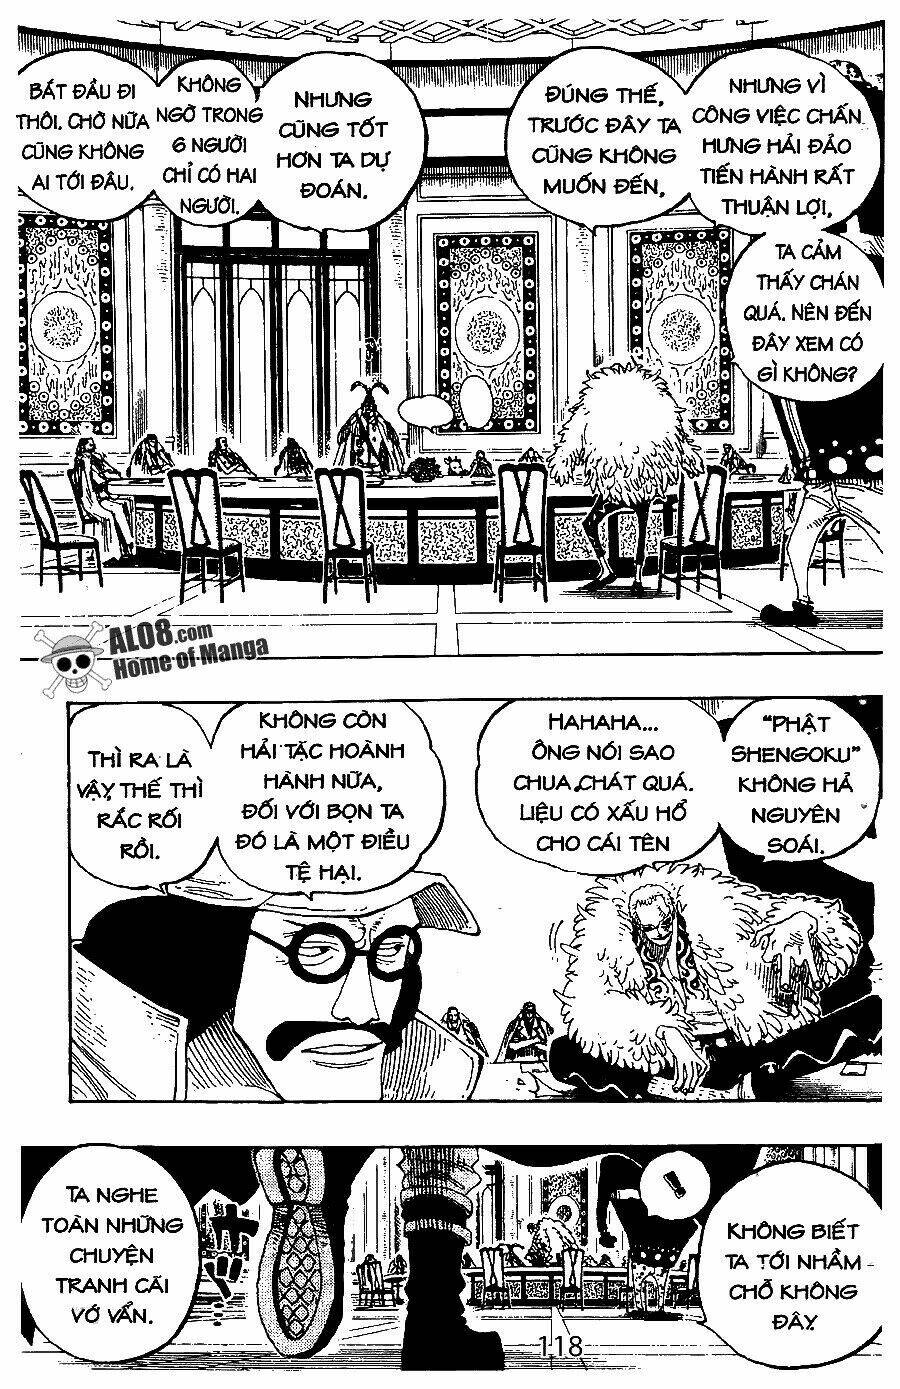 NHƯNG VÌ
CÔNG VIỆC CHẤN
HƯNG HẢI ĐẢO
TIẾN HÀNH RẤT
THUẬN LỢI,
TA CẢM
THẤY CHÁN
QUÁ. NÊN ĐẾN
ĐÂY XEM CÓ
GÌ KHÔNG?
ĐÚNG THẾ,
TRƯỚC ĐÂY TA
CŨNG KHÔNG
MUỐN ĐẾN,
NHƯNG
CŨNG TỐT
HƠN TA DỰ
ĐOÁN.
KHÔNG
NGỜ TRONG
6 NGƯỜI
CHỈ CÓ HAI
NGƯỜI.
BẮT ĐẦU ĐI
THÔI. CHỜ NỮA
CŨNG KHÔNG
AI TỚI ĐÂU.
AL08.com
Home of Manga
"PHẬT
SHENGOKU"
KHÔNG HẢ
NGUYÊN
SOÁI.
HAHAHA...
ÔNG NÓI SAO
CHUA CHÁT QUÁ.
LIỆU CÓ XẤU HỔ
CHO CÁI TÊN
KHÔNG CÒN
HẢI TẶC HOÀNH
HÀNH NỮA,
ĐỐI VỚI BỌN TA
ĐÓ LÀ MỘT ĐIỀU
TỆ HẠI.
THÌ RA LÀ
VẬY, THẾ THÌ
RẮC RỐI
RỒI.
!
KHÔNG BIẾT
TA TỚI NHẦM
CHỖ KHÔNG
ĐÂY.
TA NGHE
TOÀN NHỮNG
CHUYỆN
TRANH CÃI
VỚ VẨN.
118